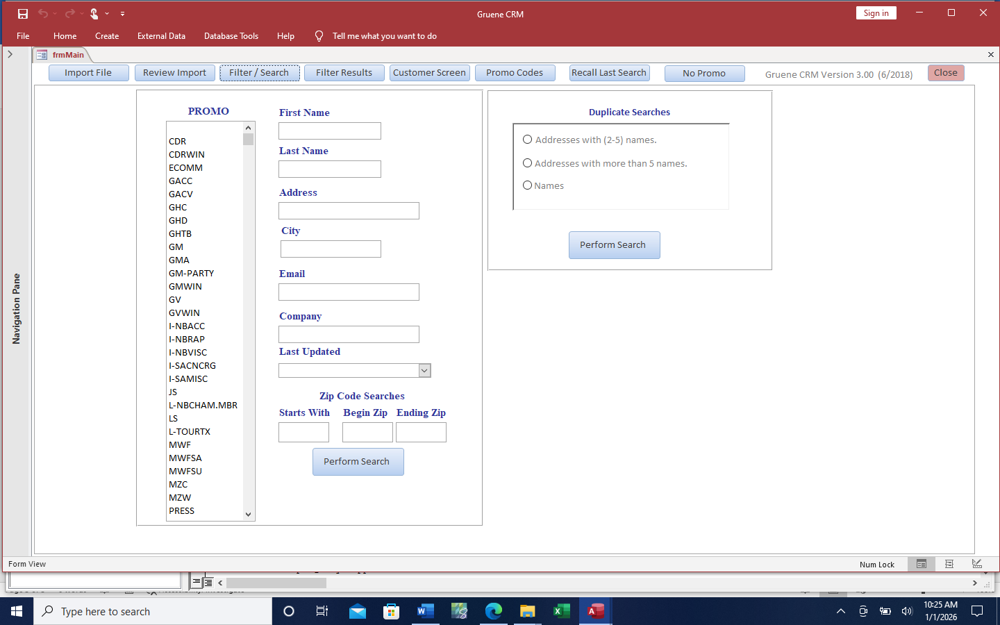 Gruene CRM
Sign in
File Home Create External Data Database Tools Help Tell me what you want to do
frmMain
Import File Review Import Filter / Search Filter Results Customer Screen Promo Codes Recall Last Search No Promo Gruene CRM Version 3.00 (6/2018) Close
Navigation Pane
PROMO
CDR
CDRWIN
ECOMM
GACC
GACV
GHC
GHD
GHTB
GM
GMA
GM-PARTY
GMWIN
GV
GVWIN
I-NBACC
I-NBRAP
I-NBVISC
I-SACNCRG
I-SAMISC
JS
L-NBCHAM.MBR
LS
L-TOURTX
MWF
MWFSA
MWFSU
MZC
MZW
PRESS
First Name
Last Name
Address
City
Email
Company
Last Updated
Zip Code Searches
Starts With Begin Zip Ending Zip
Perform Search
Duplicate Searches
Addresses with (2-5) names.
Addresses with more than 5 names.
Names
Perform Search
Form View
Num Lock
Type here to search
10:25 AM
1/1/2026